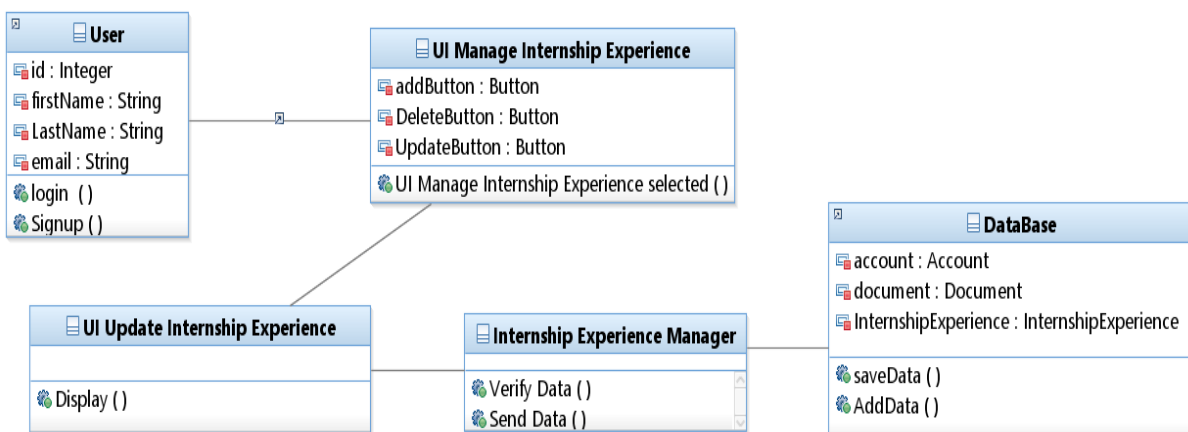 User
id : Integer
firstName : String
LastName : String
email : String
login ()
Signup ()
UI Manage Internship Experience
addButton : Button
DeleteButton : Button
UpdateButton : Button
UI Manage Internship Experience selected ()
UI Update Internship Experience
Display ()
Internship Experience Manager
Verify Data ()
Send Data ()
DataBase
account : Account
document : Document
InternshipExperience : InternshipExperience
saveData ()
AddData ()